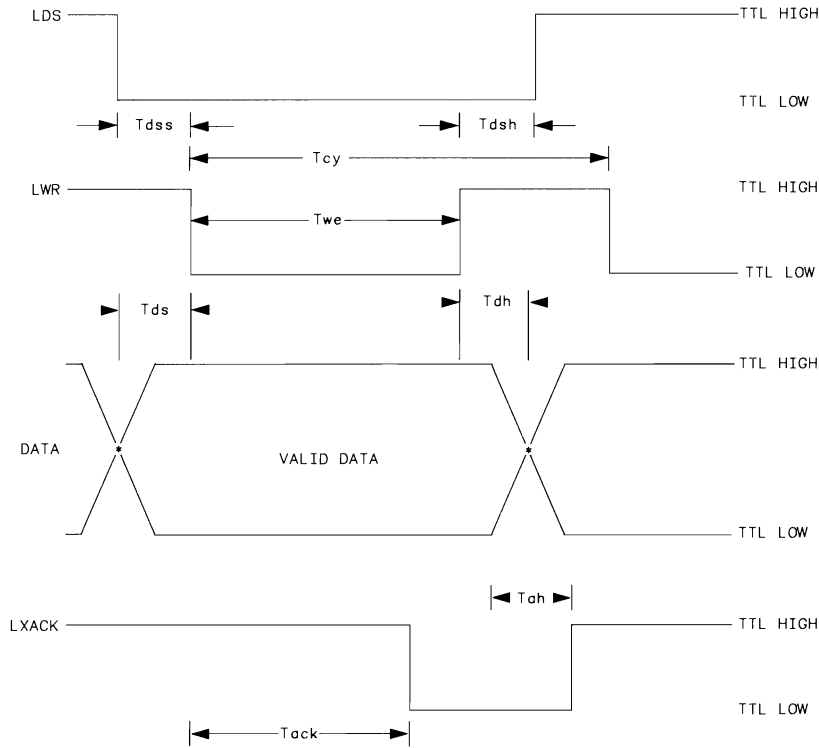 LDS
TTL HIGH
TTL LOW
Tdss
Tdsh
Tcy
LWR
TTL HIGH
Twe
TTL LOW
Tds
Tdh
TTL HIGH
DATA
*
VALID DATA
*
TTL LOW
Tah
LXACK
TTL HIGH
TTL LOW
Tack